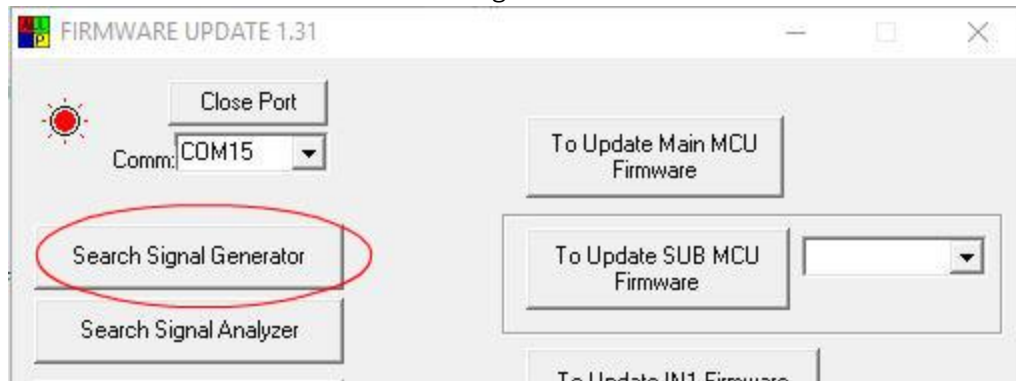 FIRMWARE UPDATE 1.31
Close Port
Comm: COM15
To Update Main MCU
Firmware
Search Signal Generator
To Update SUB MCU
Firmware
Search Signal Analyzer
To Update IN1 Firmware